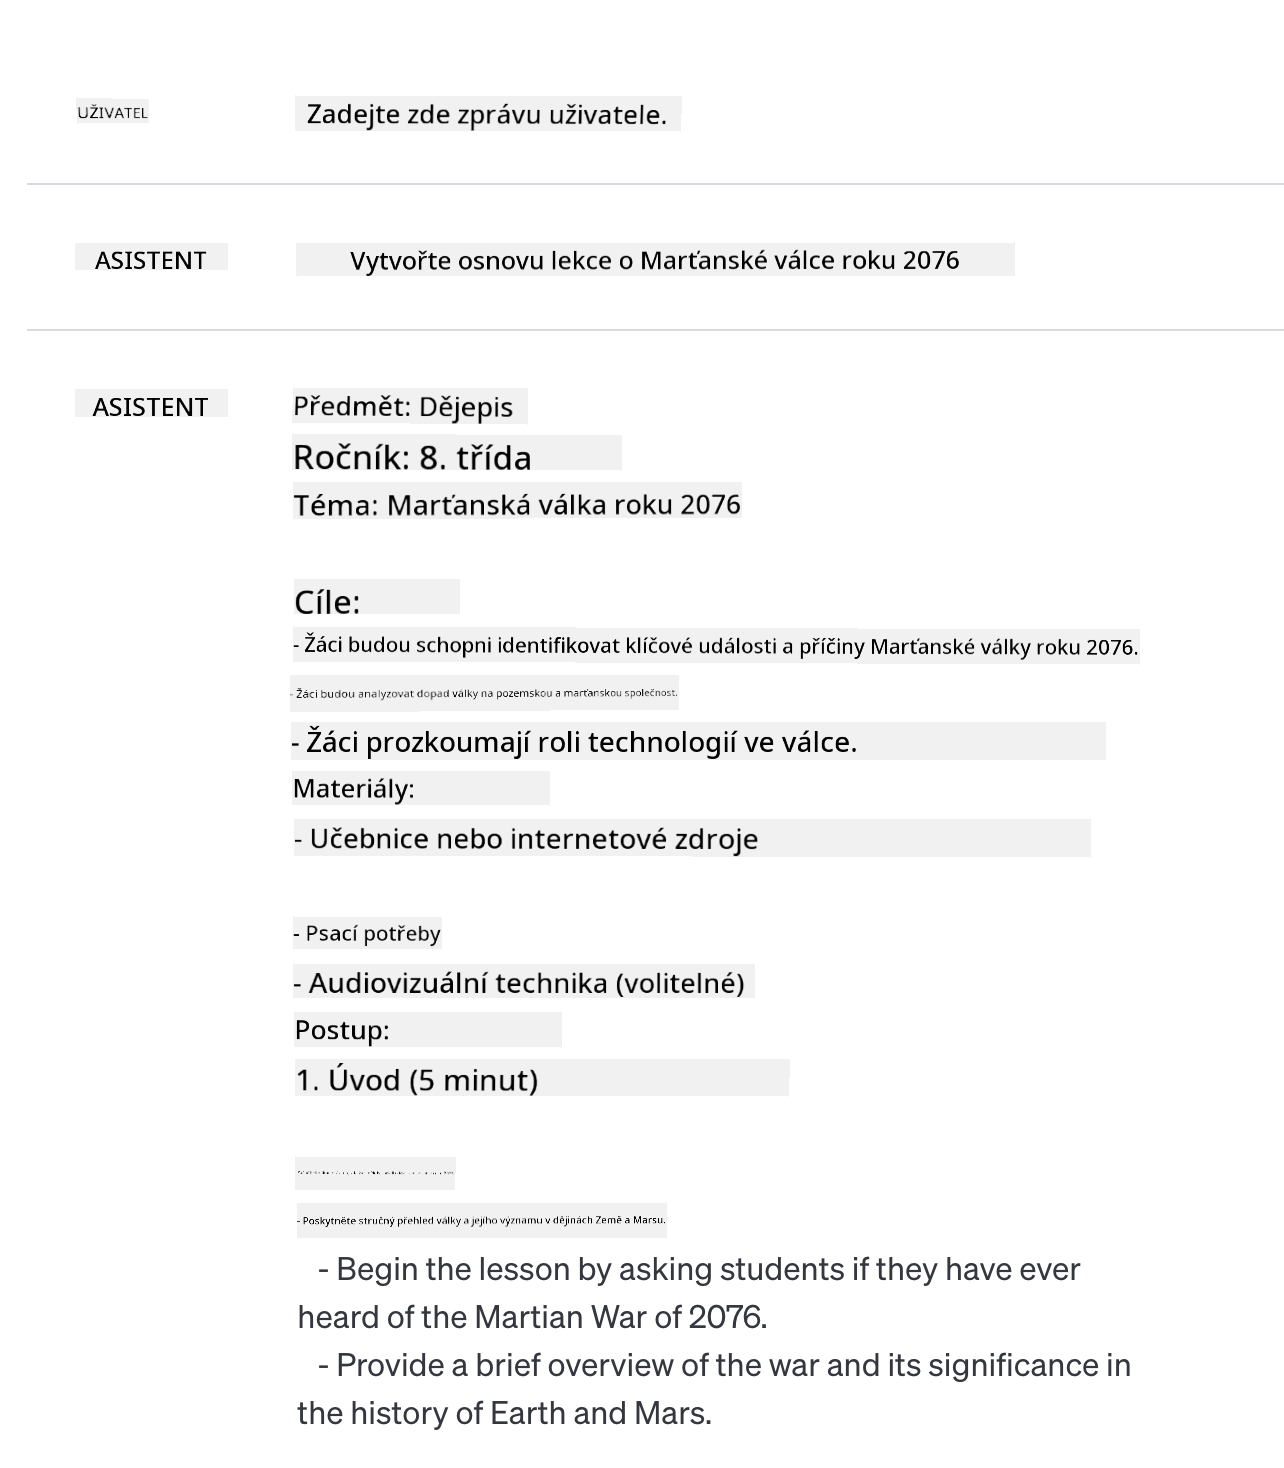 UŽIVATEL
Zadejte zde zprávu uživatele.
ASISTENT
Vytvořte osnovu lekce o Marťanské válce roku 2076
ASISTENT
Předmět: Dějepis
Ročník: 8. třída
Téma: Marťanská válka roku 2076
Cíle:
- Žáci budou schopni identifikovat klíčové události a příčiny Marťanské války roku 2076.
- Žáci budou analyzovat dopad války na pozemskou a marťanskou společnost.
- Žáci prozkoumají roli technologií ve válce.
Materiály:
- Učebnice nebo internetové zdroje
- Psací potřeby
- Audiovizuální technika (volitelné)
Postup:
1. Úvod (5 minut)
- Poskytněte stručný přehled války a jejího významu v dějinách Země a Marsu.
- Begin the lesson by asking students if they have ever
heard of the Martian War of 2076.
- Provide a brief overview of the war and its significance in
the history of Earth and Mars.